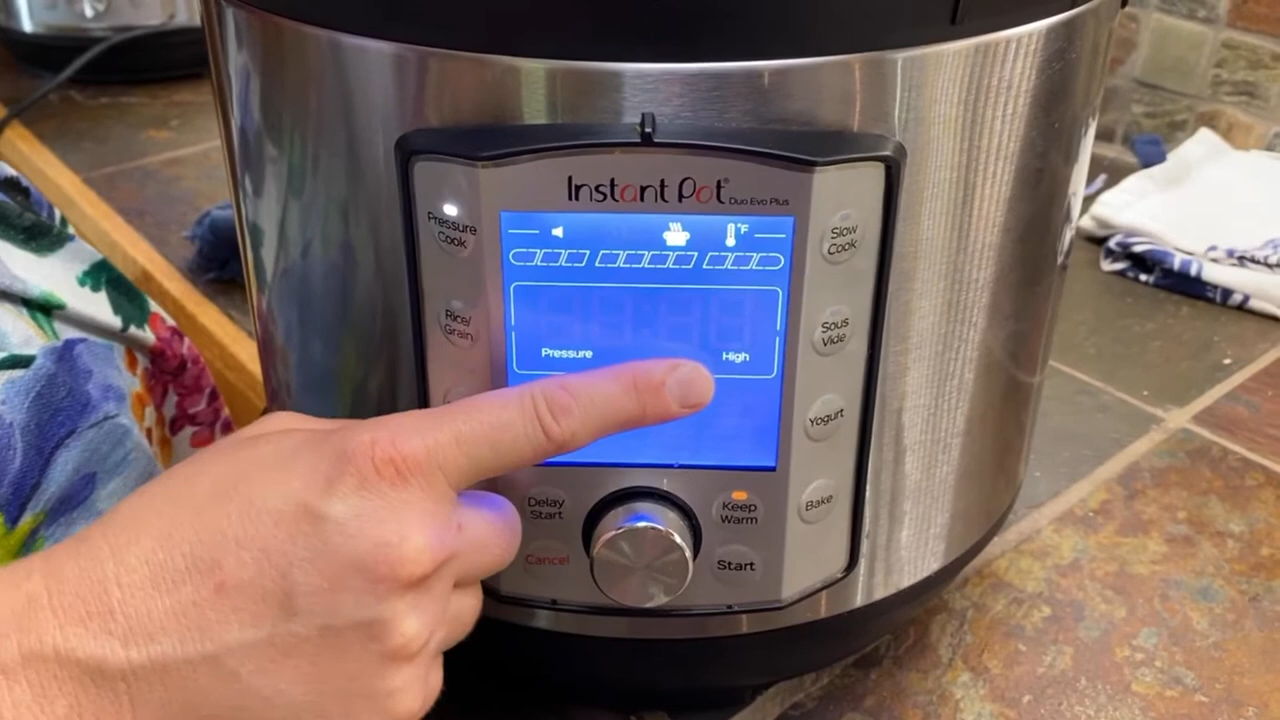 Instant Pot®
Duo Evo Plus
Pressure
Cook
Slow
Cook
°F
Rice/
Grain
Sous
Vide
Pressure
High
Yogurt
Delay
Start
Keep
Warm
Bake
Cancel
Start